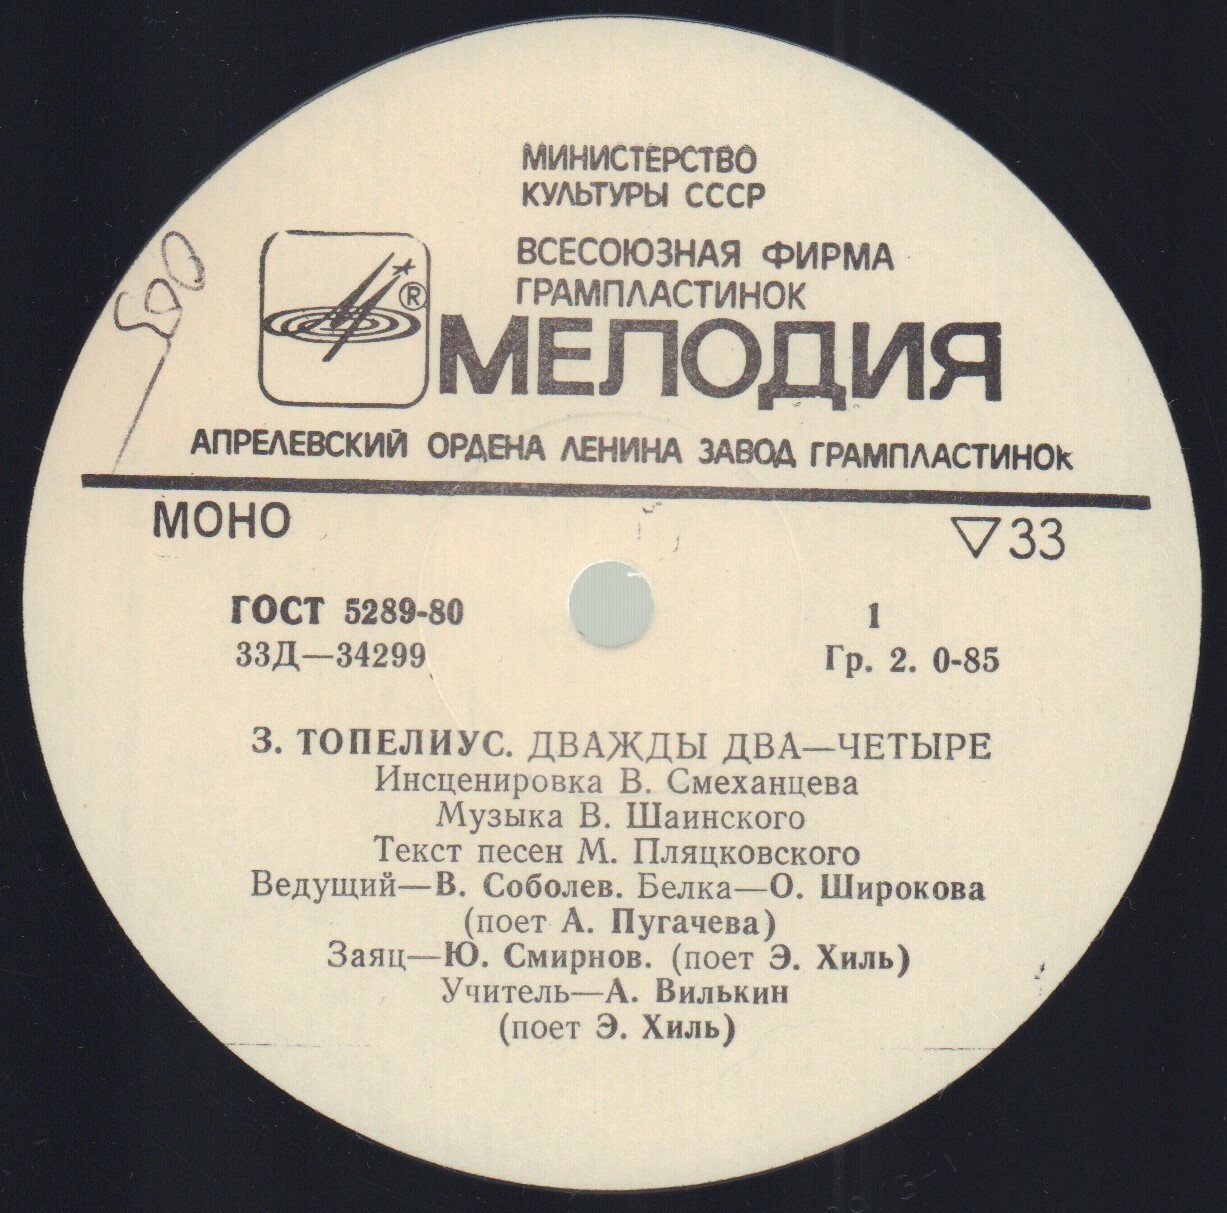 МИНИСТЕРСТВО
КУЛЬТУРЫ СССР
ВСЕСОЮЗНАЯ ФИРМА
ГРАМПЛАСТИНОК
®
МЕЛОДИЯ
АПРЕЛЕВСКИЙ ОРДЕНА ЛЕНИНА ЗАВОД ГРАМПЛАСТИНОК
МОНО
▽ 33
ГОСТ 5289-80
1
33Д—34299
Гр. 2. 0-85
З. ТОПЕЛИУС. ДВАЖДЫ ДВА—ЧЕТЫРЕ
Инсценировка В. Смеханцева
Музыка В. Шаинского
Текст песен М. Пляцковского
Ведущий—В. Соболев. Белка—О. Широкова
(поет А. Пугачева)
Заяц—Ю. Смирнов. (поет Э. Хиль)
Учитель—А. Вилькин
(поет Э. Хиль)